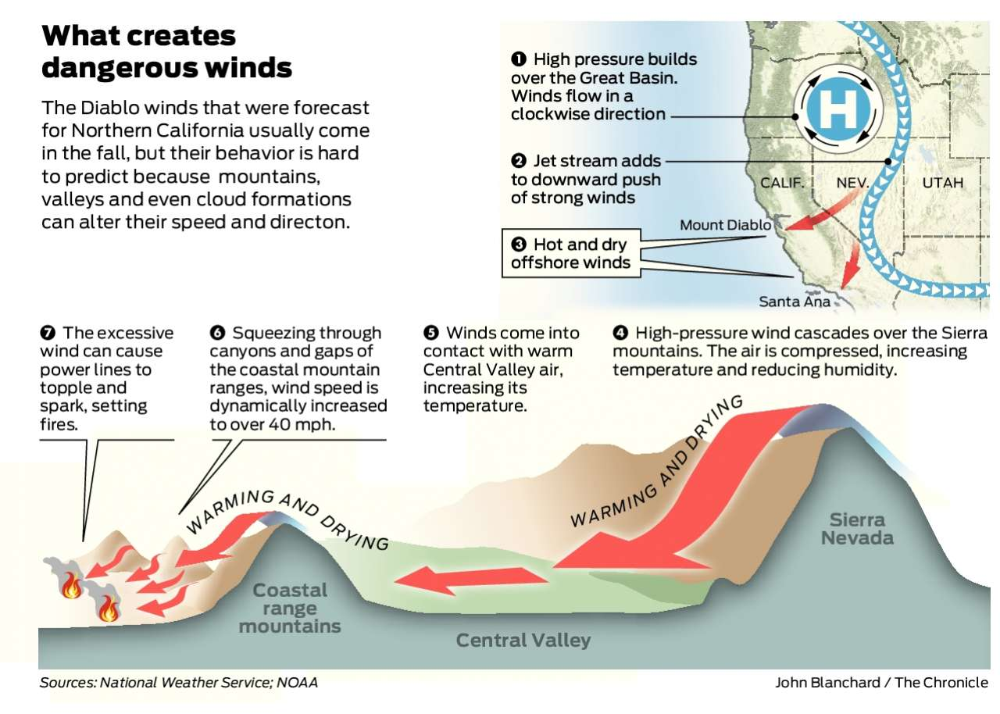 What creates
dangerous winds
The Diablo winds that were forecast
for Northern California usually come
in the fall, but their behavior is hard
to predict because mountains,
valleys and even cloud formations
can alter their speed and directon.
1 High pressure builds
over the Great Basin.
Winds flow in a
clockwise direction
H
2 Jet stream adds
to downward push
of strong winds
CALIF.
NEV.
UTAH
Mount Diablo
3 Hot and dry
offshore winds
Santa Ana
7 The excessive
wind can cause
power lines to
topple and
spark, setting
fires.
6 Squeezing through
canyons and gaps of
the coastal mountain
ranges, wind speed is
dynamically increased
to over 40 mph.
5 Winds come into
contact with warm
Central Valley air,
increasing its
temperature.
4 High-pressure wind cascades over the Sierra
mountains. The air is compressed, increasing
temperature and reducing humidity.
WARMING AND DRYING
WARMING AND DRYING
Sierra
Nevada
Coastal
range
mountains
Central Valley
Sources: National Weather Service; NOAA
John Blanchard / The Chronicle